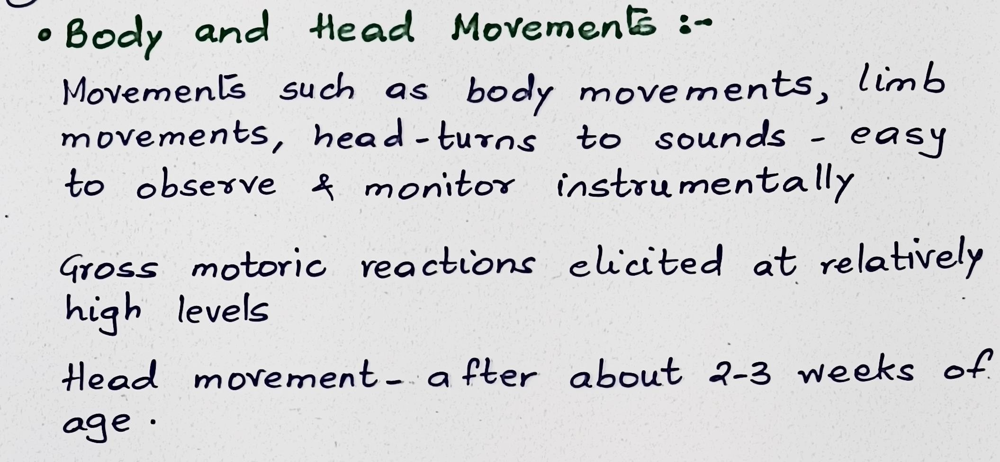 • Body and Head Movements :-
Movements such as body movements, limb
movements, head-turns to sounds - easy
to observe & monitor instrumentally
Gross motoric reactions elicited at relatively
high levels
Head movement - after about 2-3 weeks of
age.